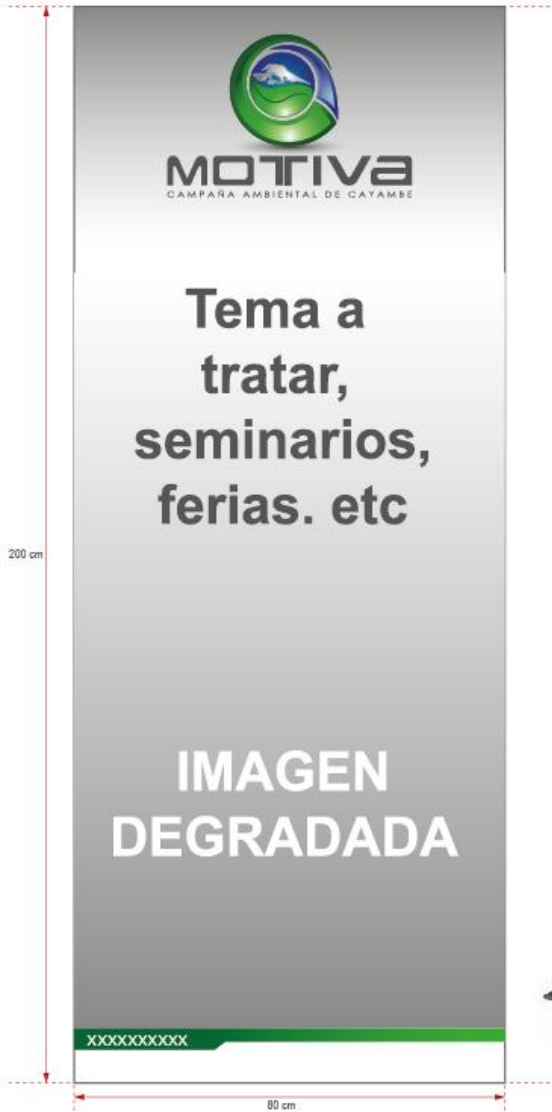 MOTIVA
CAMPAÑA AMBIENTAL DE CAYAMBE
Tema a
tratar,
seminarios,
ferias. etc
200 cm
IMAGEN
DEGRADADA
XXXXXXXXXX
80 cm